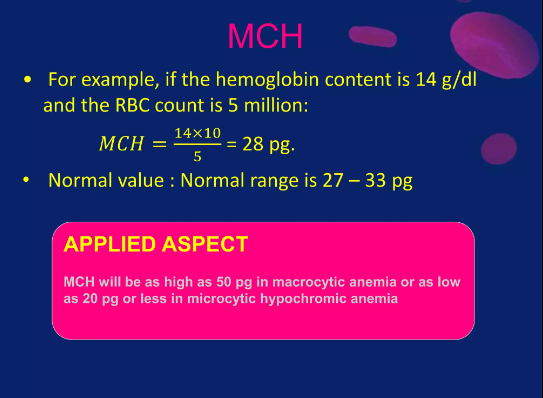 MCH
• For example, if the hemoglobin content is 14 g/dl
and the RBC count is 5 million:
MCH = 14×10/5 = 28 pg.
• Normal value : Normal range is 27 – 33 pg
APPLIED ASPECT
MCH will be as high as 50 pg in macrocytic anemia or as low
as 20 pg or less in microcytic hypochromic anemia